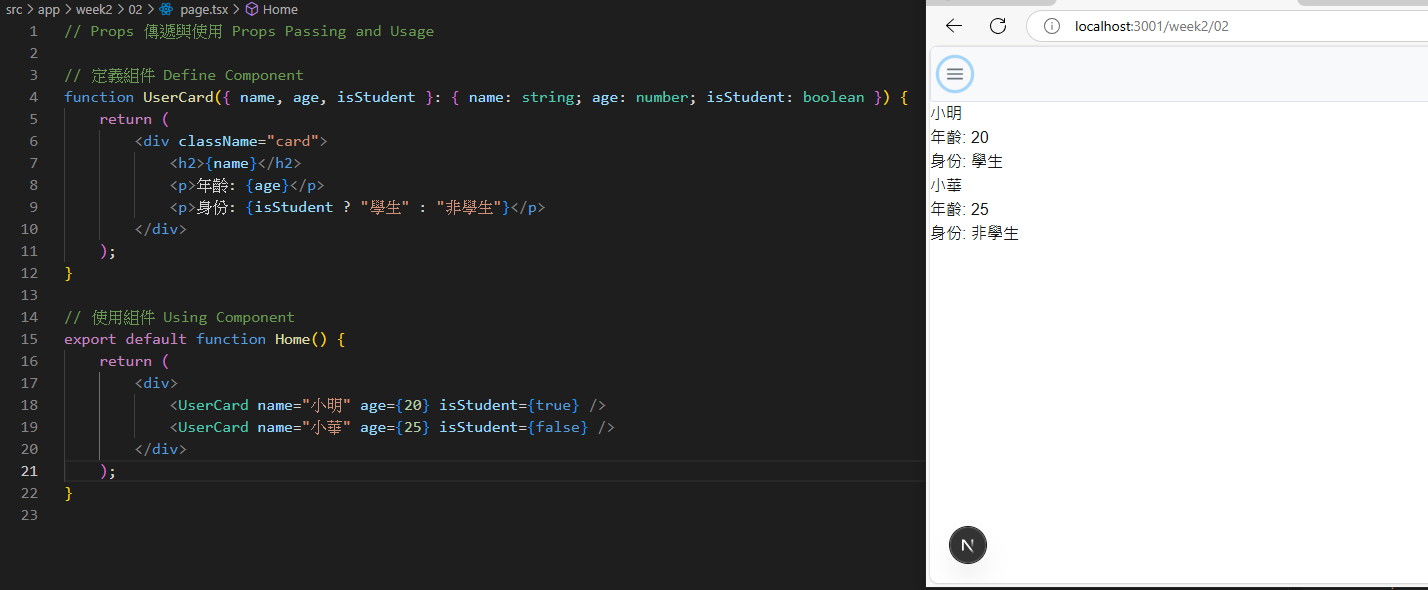 src > app > week2 > 02 > page.tsx > Home
1 // Props 傳遞與使用 Props Passing and Usage
2
3 // 定義組件 Define Component
4 function UserCard({ name, age, isStudent }: { name: string; age: number; isStudent: boolean }) {
5 return (
6 <div className="card">
7 <h2>{name}</h2>
8 <p>年齡: {age}</p>
9 <p>身份: {isStudent ? "學生" : "非學生"}</p>
10 </div>
11 );
12 }
13
14 // 使用組件 Using Component
15 export default function Home() {
16 return (
17 <div>
18 <UserCard name="小明" age={20} isStudent={true} />
19 <UserCard name="小華" age={25} isStudent={false} />
20 </div>
21 );
22 }
23
localhost:3001/week2/02
小明
年齡: 20
身份: 學生
小華
年齡: 25
身份: 非學生
N